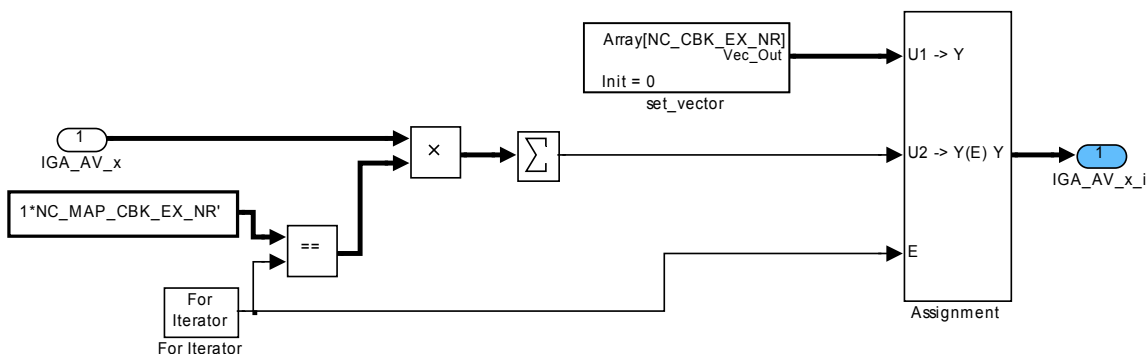 Array[NC_CBK_EX_NR]
Vec_Out
Init = 0
set_vector
U1 -> Y
1
IGA_AV_x
×
∑
U2 -> Y(E) Y
1
IGA_AV_x_i
1*NC_MAP_CBK_EX_NR'
==
E
For
Iterator
For Iterator
Assignment